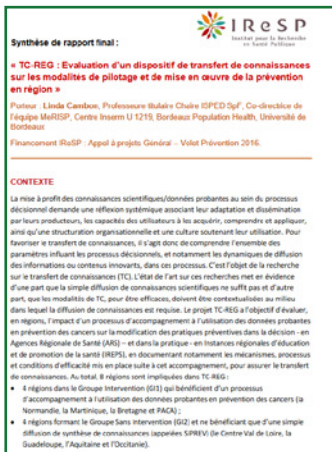 IReSP
Institut pour la Recherche
en Santé Publique
Synthèse de rapport final :
« TC-REG : Evaluation d'un dispositif de transfert de connaissances
sur les modalités de pilotage et de mise en œuvre de la prévention
en région »
Porteur : Linda Cambon, Professeure titulaire Chaire ISPED SpF, Co-directrice de
l'équipe MeRISP, Centre Inserm U 1219, Bordeaux Population Health, Université de
Bordeaux
Financement IReSP : Appel à projets Général – Volet Prévention 2016.
CONTEXTE
La mise à profit des connaissances scientifiques/données probantes au sein du processus
décisionnel demande une réflexion systémique associant leur adaptation et dissémination
par leurs producteurs, les capacités des utilisateurs à les acquérir, comprendre et appliquer,
ainsi qu'une structuration organisationnelle et une culture soutenant leur utilisation. Pour
favoriser le transfert de connaissances, il s'agit donc de comprendre l'ensemble des
paramètres influant les processus décisionnels, et notamment les dynamiques de diffusion
des informations ou contenus innovants, dans ces processus. C'est l'objet de la recherche
sur le transfert de connaissances (TC). L'état de l'art sur ces recherches met en évidence
d'une part que la simple diffusion de connaissances scientifiques ne suffit pas et d'autre
part, que les modalités de TC, pour être efficaces, doivent être contextualisées au milieu
dans lequel la diffusion de connaissances est requise. Le projet TC-REG a l'objectif d'évaluer,
en régions, l'impact d'un processus d'accompagnement à l'utilisation des données probantes
en prévention des cancers sur la modification des pratiques préventives dans la décision - en
Agences Régionale de Santé (ARS) – et dans la pratique - en Instances régionales d'éducation
et de promotion de la santé (IREPS), en documentant notamment les mécanismes, processus
et conditions d'efficacité mis en place suite à cet accompagnement, pour assurer le transfert
de connaissances. Au total, 8 régions sont impliquées dans TC-REG :
• 4 régions dans le Groupe Intervention (GI1) qui bénéficient d'un processus
d'accompagnement à l'utilisation des données probantes en prévention des cancers (la
Normandie, la Martinique, la Bretagne et PACA) ;
• 4 régions formant le Groupe Sans Intervention (GI2) et ne bénéficiant que d'une simple
diffusion de synthèse de connaissances (appelées SIPREV) (le Centre Val de Loire, la
Guadeloupe, l'Aquitaine et l'Occitanie).